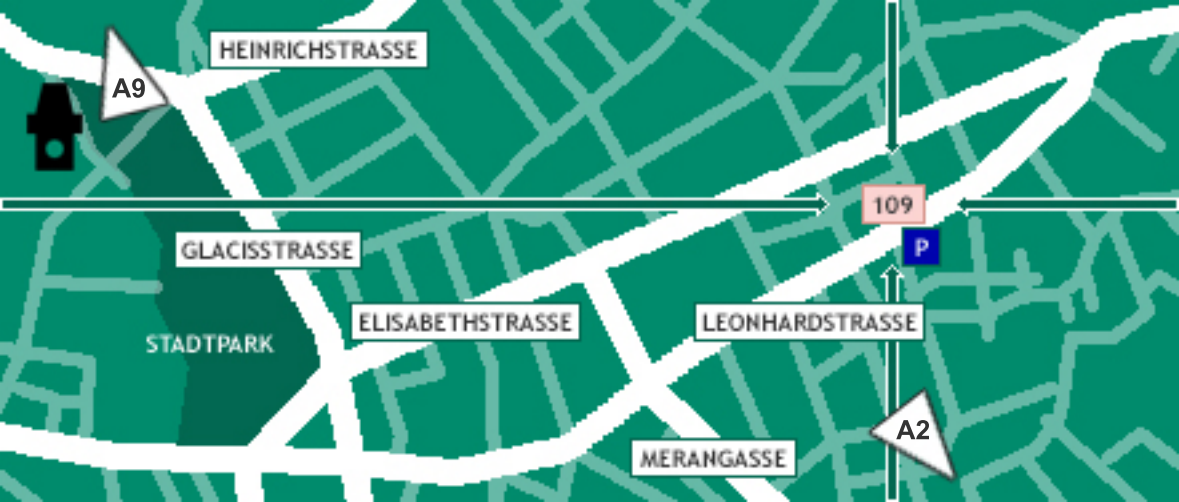 HEINRICHSTRASSE
A9
109
GLACISSTRASSE
P
ELISABETHSTRASSE
LEONHARDSTRASSE
STADTPARK
A2
MERANGASSE